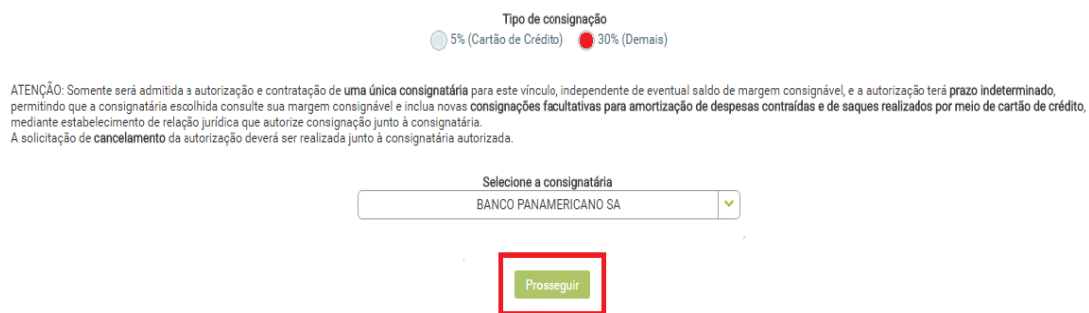 Tipo de consignação
5% (Cartão de Crédito) 30% (Demais)
ATENÇÃO: Somente será admitida a autorização e contratação de uma única consignatária para este vínculo, independente de eventual saldo de margem consignável, e a autorização terá prazo indeterminado,
permitindo que a consignatária escolhida consulte sua margem consignável e inclua novas consignações facultativas para amortização de despesas contraídas e de saques realizados por meio de cartão de crédito,
mediante estabelecimento de relação jurídica que autorize consignação junto à consignatária.
A solicitação de cancelamento da autorização deverá ser realizada junto à consignatária autorizada.
Selecione a consignatária
BANCO PANAMERICANO SA
Prosseguir